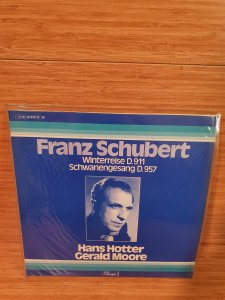 Franz Schubert
Winterreise D.911
Schwanengesang D.957
Hans Hotter
Gerald Moore